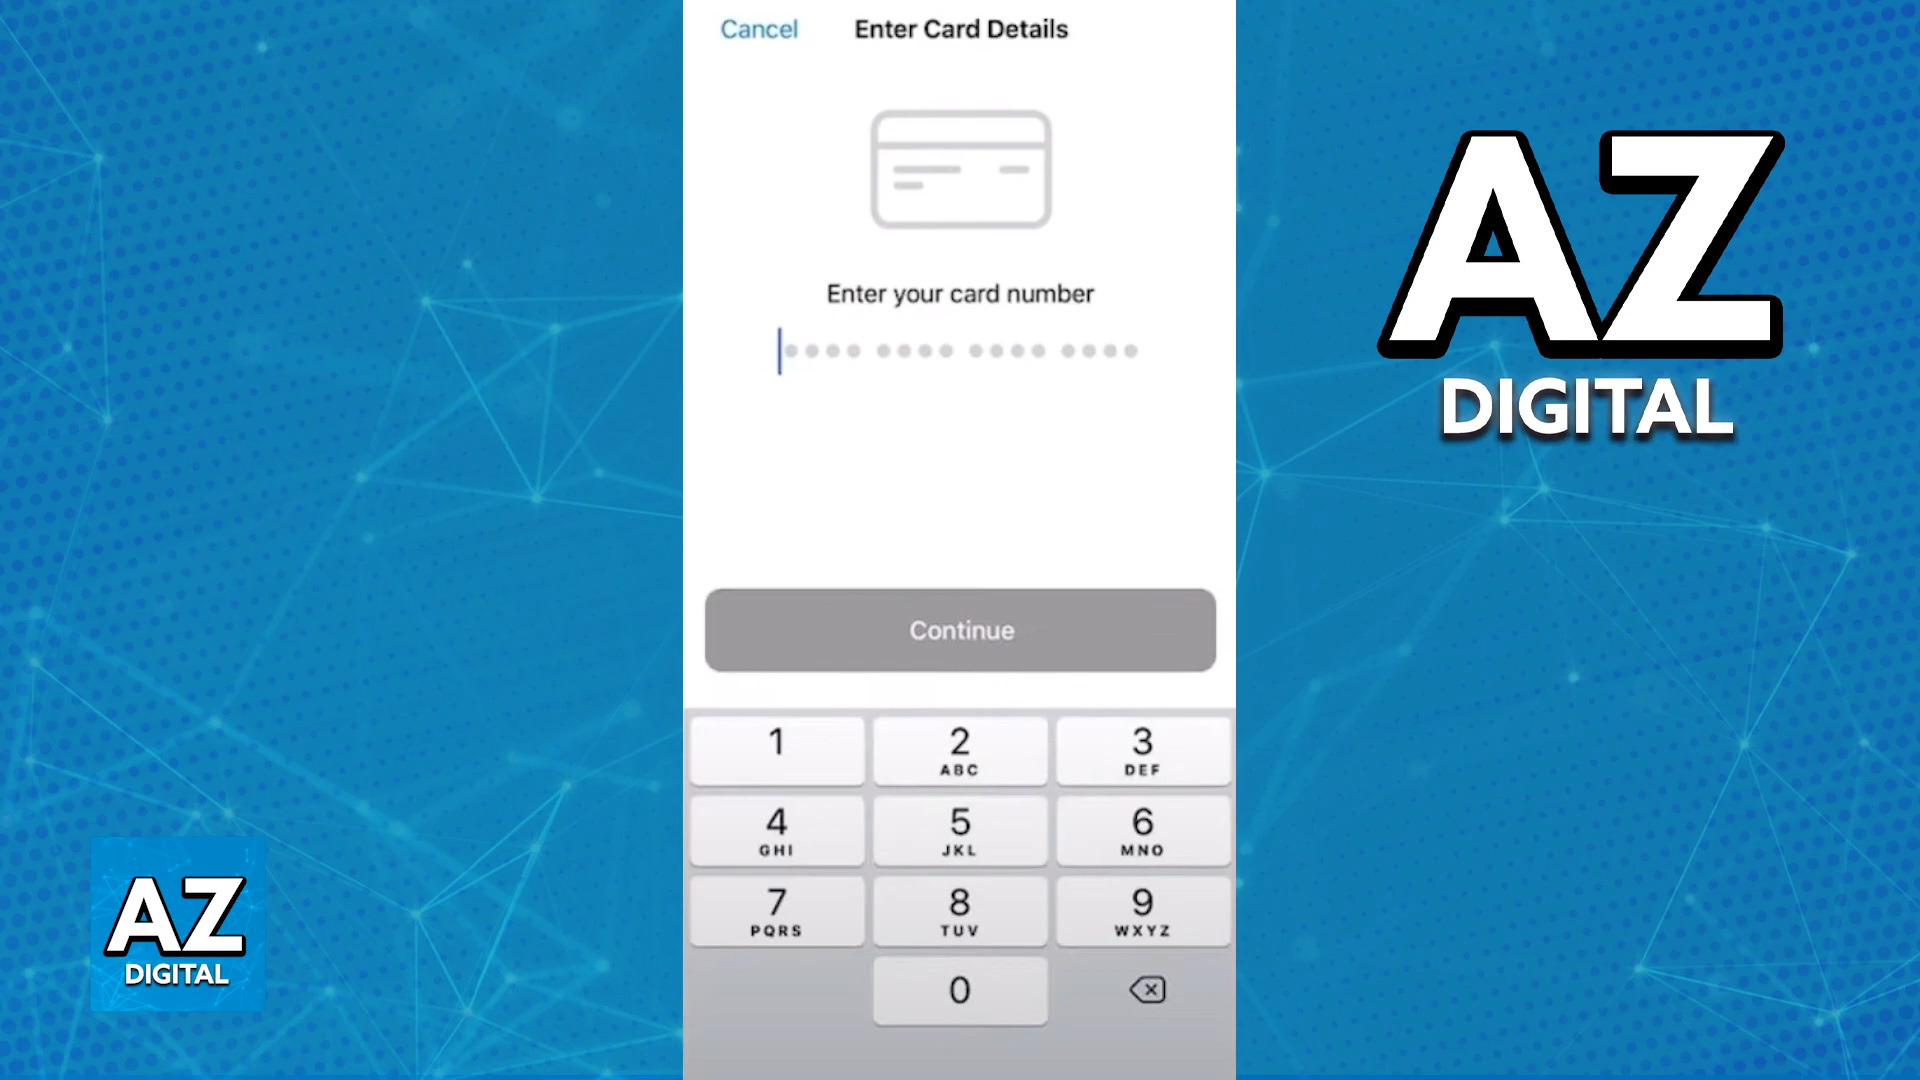 Cancel
Enter Card Details
Enter your card number
Continue
1
2
ABC
3
DEF
4
GHI
5
JKL
6
MNO
7
PQRS
8
TUV
9
WXYZ
0
AZ
DIGITAL
AZ
DIGITAL